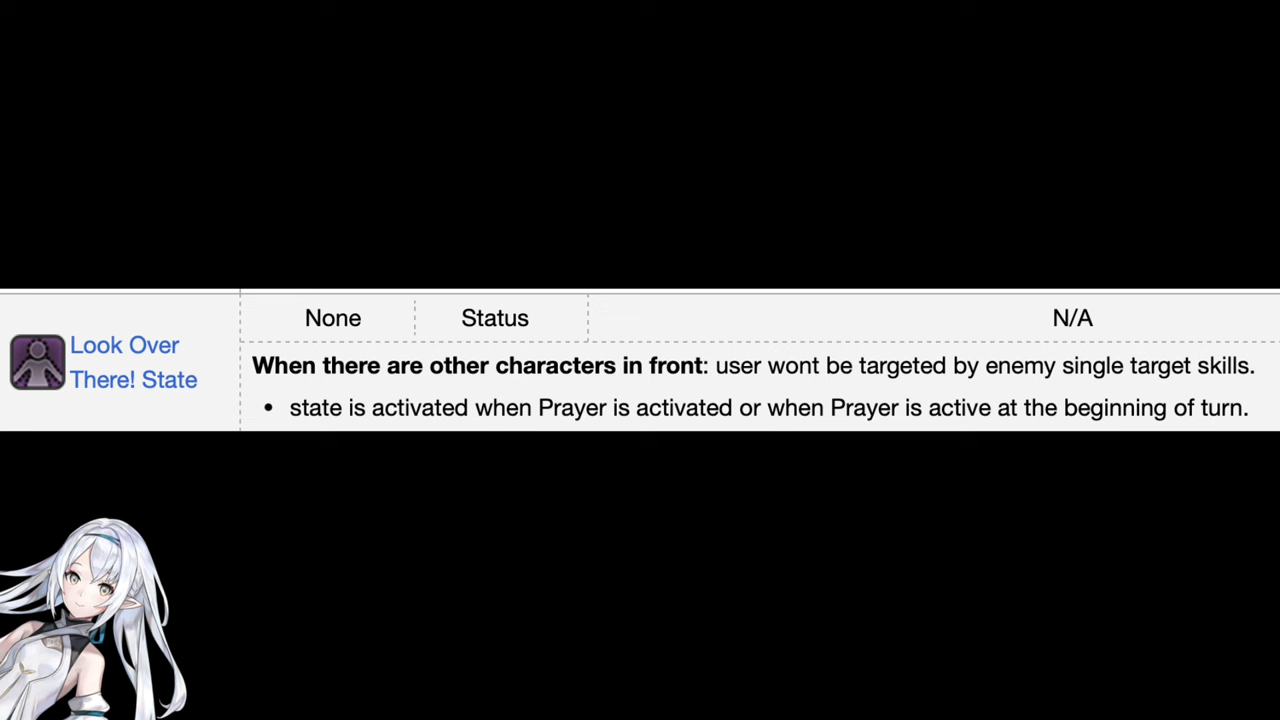 None
Status
N/A
Look Over
There! State
When there are other characters in front: user wont be targeted by enemy single target skills.
• state is activated when Prayer is activated or when Prayer is active at the beginning of turn.